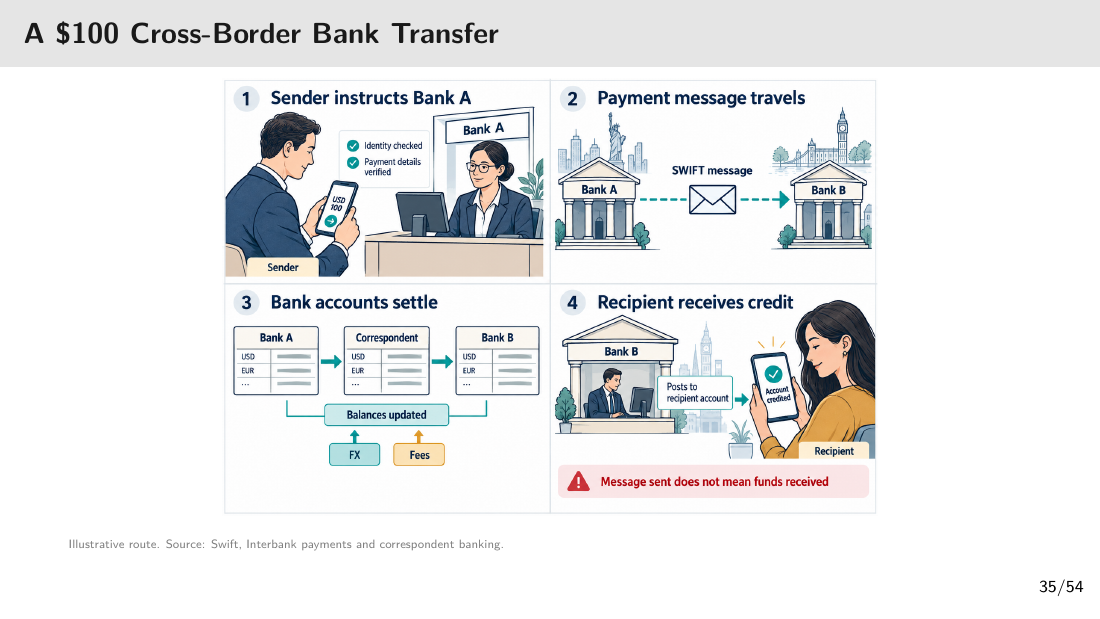 A $100 Cross-Border Bank Transfer
1 Sender instructs Bank A
Bank A
Identity checked
Payment details
verified
USD
100
Sender
2 Payment message travels
SWIFT message
Bank A
Bank B
3 Bank accounts settle
Bank A
USD
EUR
...
Correspondent
USD
EUR
...
Bank B
USD
EUR
...
Balances updated
FX
Fees
4 Recipient receives credit
Bank B
Posts to
recipient account
Account
credited
Recipient
! Message sent does not mean funds received
Illustrative route. Source: Swift, Interbank payments and correspondent banking.
35/54